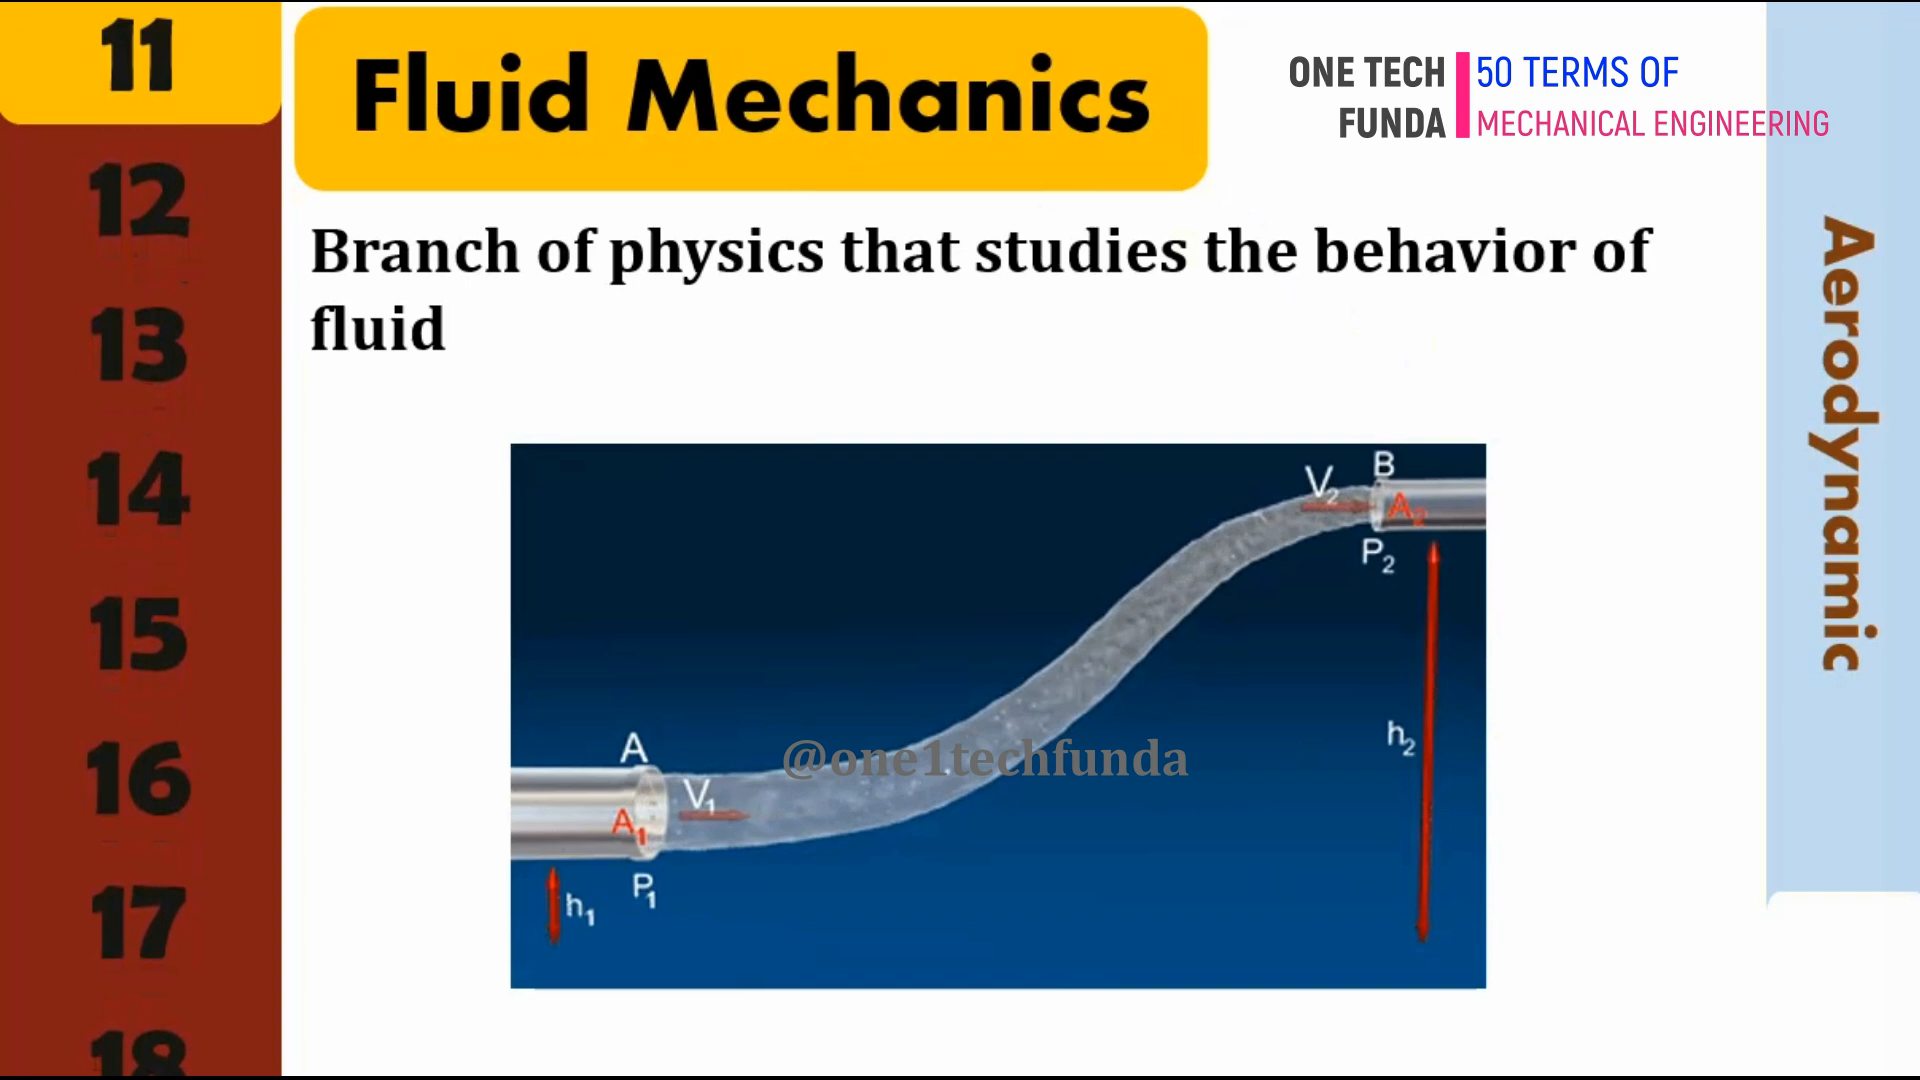 11
12
13
14
15
16
17
18
Fluid Mechanics
ONE TECH
FUNDA
50 TERMS OF
MECHANICAL ENGINEERING
Branch of physics that studies the behavior of
fluid
B
V₂
A₂
P₂
h₂
A
V₁
A₁
P₁
h₁
@one1techfunda
Aerodynamic